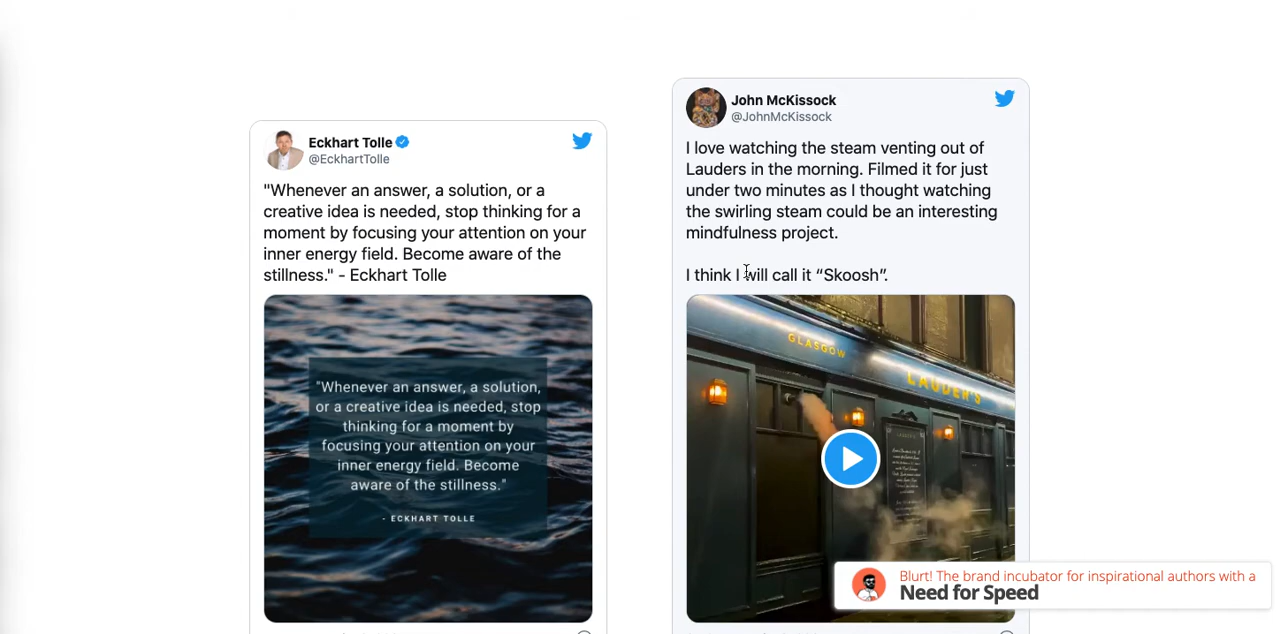 Eckhart Tolle
@EckhartTolle
"Whenever an answer, a solution, or a
creative idea is needed, stop thinking for a
moment by focusing your attention on your
inner energy field. Become aware of the
stillness." - Eckhart Tolle
"Whenever an answer, a solution,
or a creative idea is needed, stop
thinking for a moment by
focusing your attention on your
inner energy field. Become
aware of the stillness."
- ECKHART TOLLE
John McKissock
@JohnMcKissock
I love watching the steam venting out of
Lauders in the morning. Filmed it for just
under two minutes as I thought watching
the swirling steam could be an interesting
mindfulness project.
I think I will call it “Skoosh”.
GLASGOW
LAUDER'S
Blurt! The brand incubator for inspirational authors with a
Need for Speed